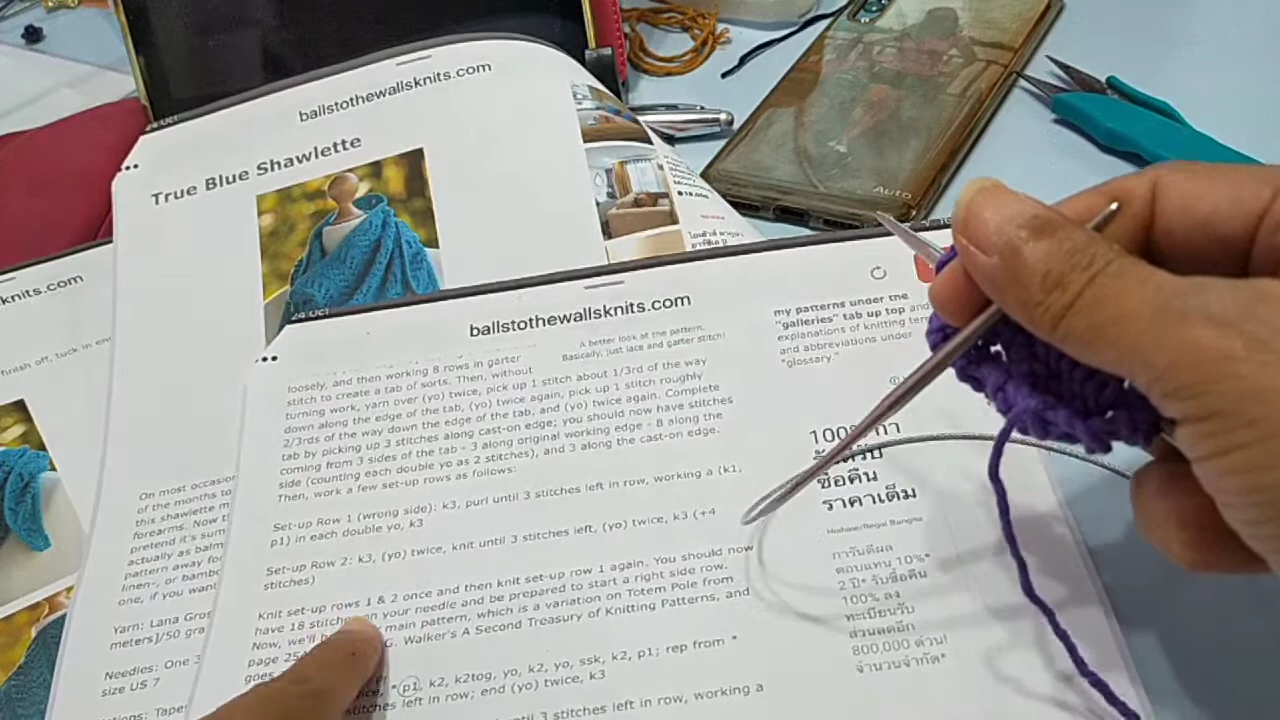 24 Oct
ballstothewallsknits.com
True Blue Shawlette
฿18,000
Auto
knits.com
finish off, tuck in
24 Oct
ballstothewallsknits.com
A better look at the pattern.
Basically, just lace and garter stitch!
loosely, and then working 8 rows in garter
stitch to create a tab of sorts. Then, without
turning work, yarn over (yo) twice, pick up 1 stitch about 1/3rd of the way
down along the edge of the tab, (yo) twice again, pick up 1 stitch roughly
2/3rds of the way down the edge of the tab, and (yo) twice again. Complete
tab by picking up 3 stitches along cast-on edge; you should now have stitches
coming from 3 sides of the tab - 3 along original working edge - 8 along the
side (counting each double yo as 2 stitches), and 3 along the cast-on edge.
Then, work a few set-up rows as follows:
Set-up Row 1 (wrong side): k3, purl until 3 stitches left in row, working a (k1,
p1) in each double yo, k3
Set-up Row 2: k3, (yo) twice, knit until 3 stitches left, (yo) twice, k3 (+4
stitches)
Knit set-up rows 1 & 2 once and then knit set-up row 1 again. You should now
have 18 stitches on your needle and be prepared to start a right side row.
Now, we'll main pattern, which is a variation on Totem Pole from
page G. Walker's A Second Treasury of Knitting Patterns, and
goes
*p1, k2, k2tog, yo, k2, yo, ssk, k2, p1; rep from *
stitches left in row; end (yo) twice, k3
until 3 stitches left in row, working a
my patterns under the
"galleries" tab up top and
explanations of knitting
and abbreviations under
"glossary."
100%
ซื้อคืน
ราคาเต็ม
การันตีผล
ตอบแทน 10%*
2 ปี* รับซื้อคืน
100% ลง
ทะเบียนรับ
ส่วนลดอีก
800,000 ด่วน!
จำนวนจำกัด*
On most
of the months to
this shawlette
forearms. Now
pretend it's
actually as
pattern away
linen-, or
one, if you want
Yarn: Lana
meters]/50
Needles: One
size US 7